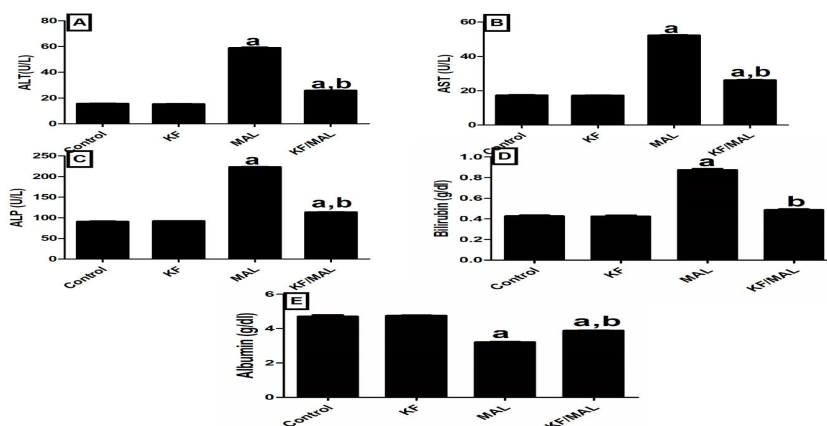 A
ALT(U/L)
80
60
40
20
0
a
a,b
Control
KF
MAL
KF/MAL
B
AST (U/L)
60
40
20
0
a
a,b
Control
KF
MAL
KF/MAL
C
ALP (U/L)
250
200
150
100
50
0
a
a,b
Control
KF
MAL
KF/MAL
D
Bilirubin (g/dl)
1.0
0.8
0.6
0.4
0.2
0.0
a
b
Control
KF
MAL
KF/MAL
E
Albumin (g/dl)
6
4
2
0
a
a,b
Control
KF
MAL
KF/MAL